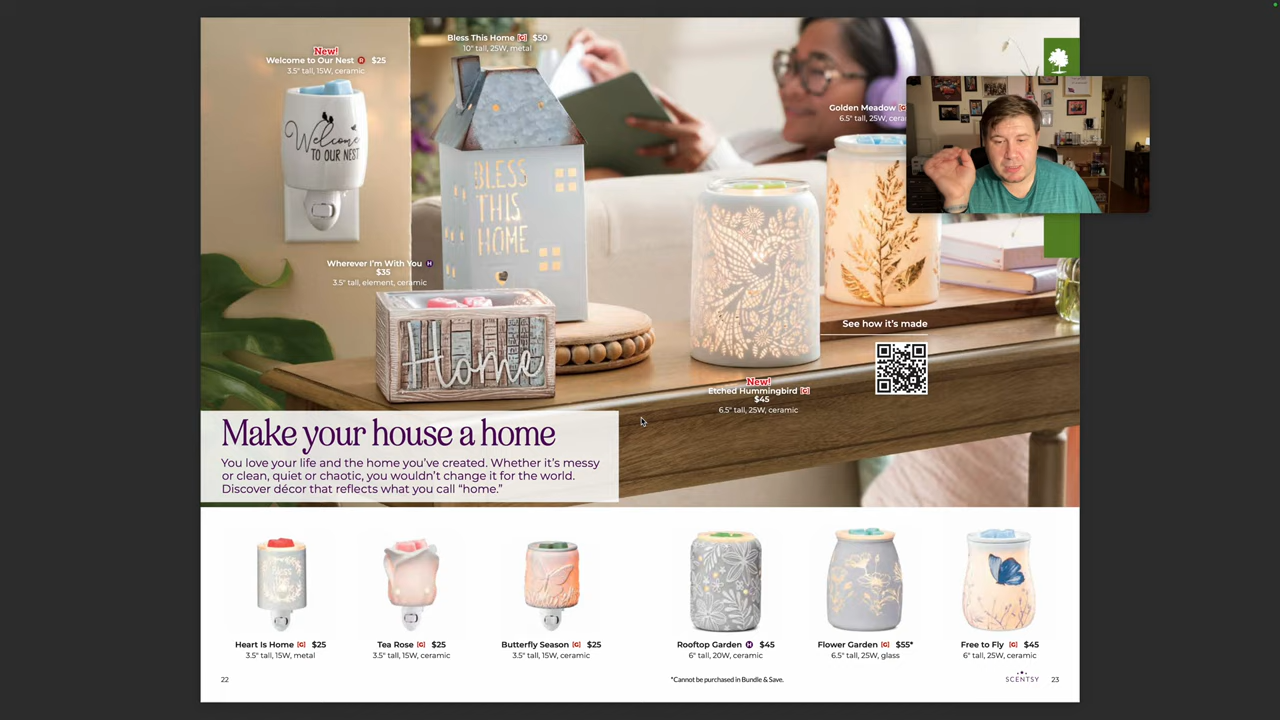 Bless This Home [G] $50
10" tall, 25W, metal
New!
Welcome to Our Nest R $25
3.5" tall, 15W, ceramic
Welcome
TO OUR NEST
BLESS
THIS
HOME
Golden Meadow [G]
6.5" tall, 25W,
Wherever I'm With You H
$35
3.5" tall, element, ceramic
Home
See how it's made
New!
Etched Hummingbird [G]
$45
6.5" tall, 25W, ceramic
Make your house a home
You love your life and the home you've created. Whether it's messy
or clean, quiet or chaotic, you wouldn't change it for the world.
Discover décor that reflects what you call "home."
Heart Is Home [G] $25
3.5" tall, 15W, metal
Tea Rose [G] $25
3.5" tall, 15W, ceramic
Butterfly Season [G] $25
3.5" tall, 15W, ceramic
Rooftop Garden H $45
6" tall, 20W, ceramic
Flower Garden [G] $55*
6.5" tall, 25W, glass
Free to Fly [G] $45
6" tall, 25W, ceramic
22
*Cannot be purchased in Bundle & Save.
SCENTSY
23